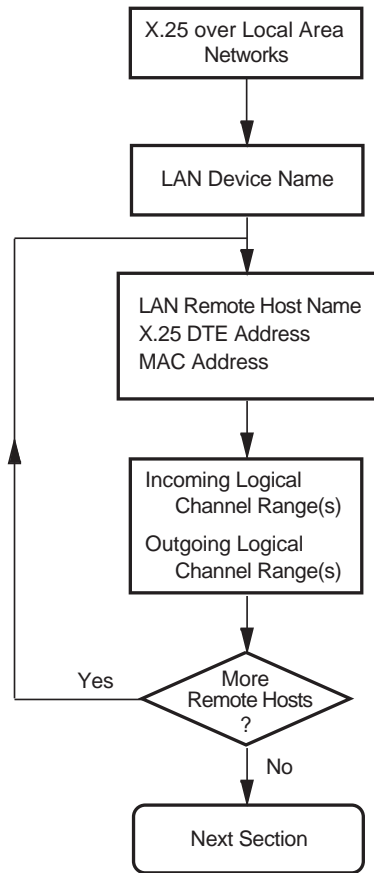 X.25 over Local Area
Networks
LAN Device Name
LAN Remote Host Name
X.25 DTE Address
MAC Address
Incoming Logical
Channel Range(s)
Outgoing Logical
Channel Range(s)
Yes
More
Remote Hosts
?
No
Next Section